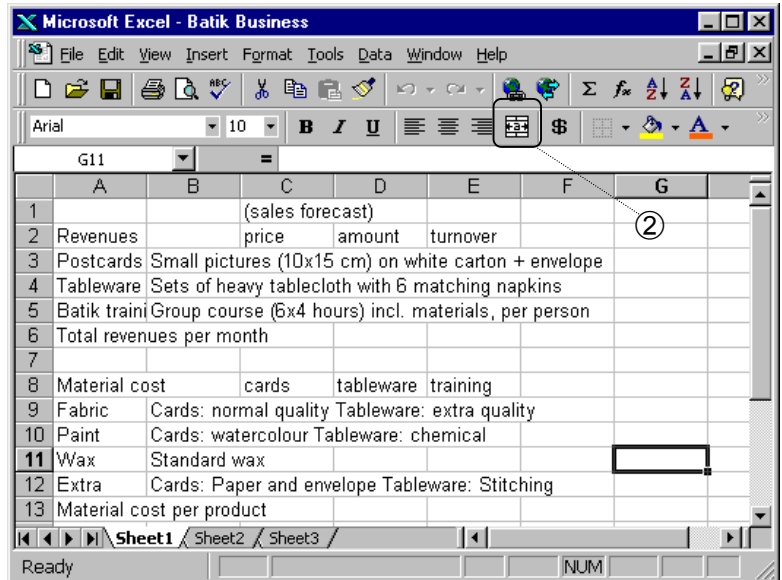 Microsoft Excel - Batik Business
File Edit View Insert Format Tools Data Window Help
ABC Σ fx A Z Z A ?
Arial 10 B I U a $ A
G11 =
A B C D E F G
1 (sales forecast)
2 Revenues price amount turnover
3 Postcards Small pictures (10x15 cm) on white carton + envelope
4 Tableware Sets of heavy tablecloth with 6 matching napkins
5 Batik traini Group course (6x4 hours) incl. materials, per person
6 Total revenues per month
7
8 Material cost cards tableware training
9 Fabric Cards: normal quality Tableware: extra quality
10 Paint Cards: watercolour Tableware: chemical
11 Wax Standard wax
12 Extra Cards: Paper and envelope Tableware: Stitching
13 Material cost per product
Sheet1 Sheet2 Sheet3
Ready NUM
②